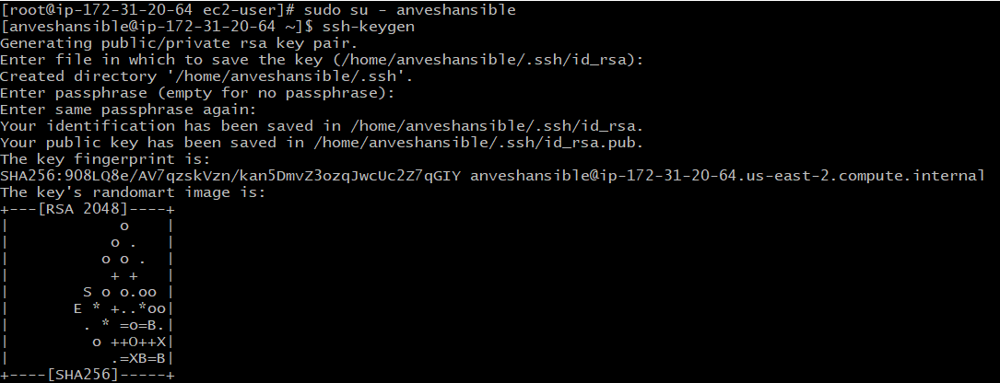 [root@ip-172-31-20-64 ec2-user]# sudo su - anveshansible
[anveshansible@ip-172-31-20-64 ~]$ ssh-keygen
Generating public/private rsa key pair.
Enter file in which to save the key (/home/anveshansible/.ssh/id_rsa):
Created directory '/home/anveshansible/.ssh'.
Enter passphrase (empty for no passphrase):
Enter same passphrase again:
Your identification has been saved in /home/anveshansible/.ssh/id_rsa.
Your public key has been saved in /home/anveshansible/.ssh/id_rsa.pub.
The key fingerprint is:
SHA256:908LQ8e/AV7qzskVzn/kan5DmvZ3ozqJwcUc2Z7qGIY anveshansible@ip-172-31-20-64.us-east-2.compute.internal
The key's randomart image is:
+---[RSA 2048]----+
|            o    |
|           o .   |
|          o o .  |
|           + +   |
|        S o o.oo |
|       E * +..*oo|
|        . * =o=B.|
|         o ++O++X|
|           .=XB=B|
+----[SHA256]-----+